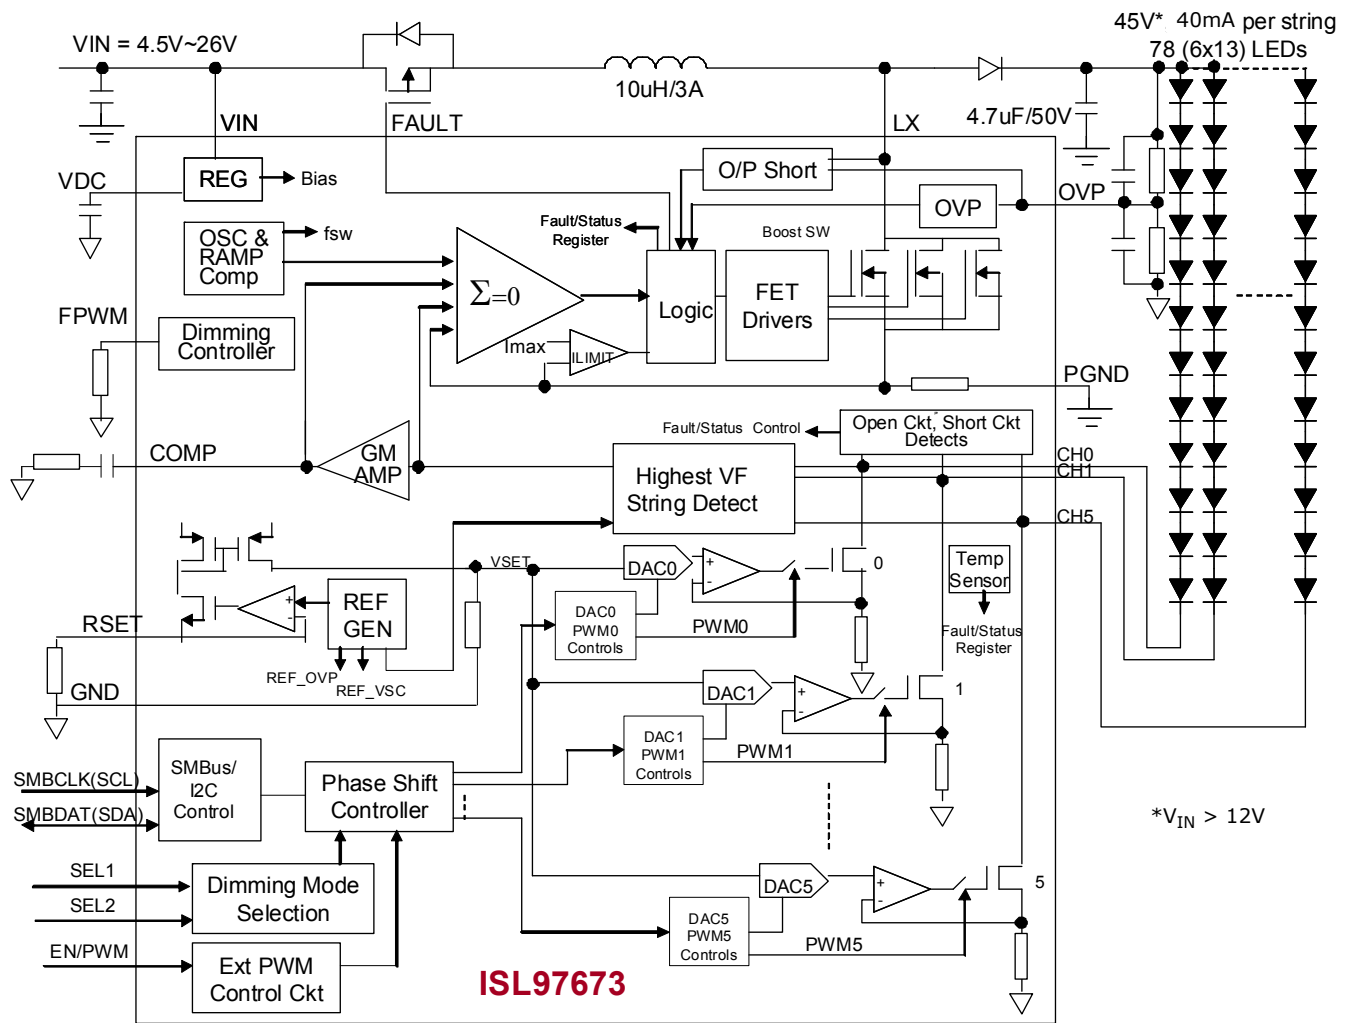 45V* 40mA per string
78 (6x13) LEDs
VIN = 4.5V~26V
10uH/3A
4.7uF/50V
VIN
FAULT
LX
VDC
REG
Bias
O/P Short
OVP
OVP
OSC &
RAMP
Comp
fsw
Fault/Status
Register
Boost SW
Σ=0
Logic
FET
Drivers
FPWM
Dimming
Controller
Imax
ILIMIT
PGND
Fault/Status Control
Open Ckt, Short Ckt
Detects
COMP
GM
AMP
Highest VF
String Detect
CH0
CH1
CH5
VSET
DAC0
+
-
0
Temp
Sensor
Fault/Status
Register
RSET
+
-
REF
GEN
DAC0
PWM0
Controls
PWM0
REF_OVP
REF_VSC
GND
DAC1
+
-
1
DAC1
PWM1
Controls
PWM1
SMBCLK(SCL)
SMBDAT(SDA)
SMBus/
I2C
Control
Phase Shift
Controller
*VIN > 12V
SEL1
SEL2
Dimming Mode
Selection
DAC5
+
-
5
DAC5
PWM5
Controls
PWM5
EN/PWM
Ext PWM
Control Ckt
ISL97673